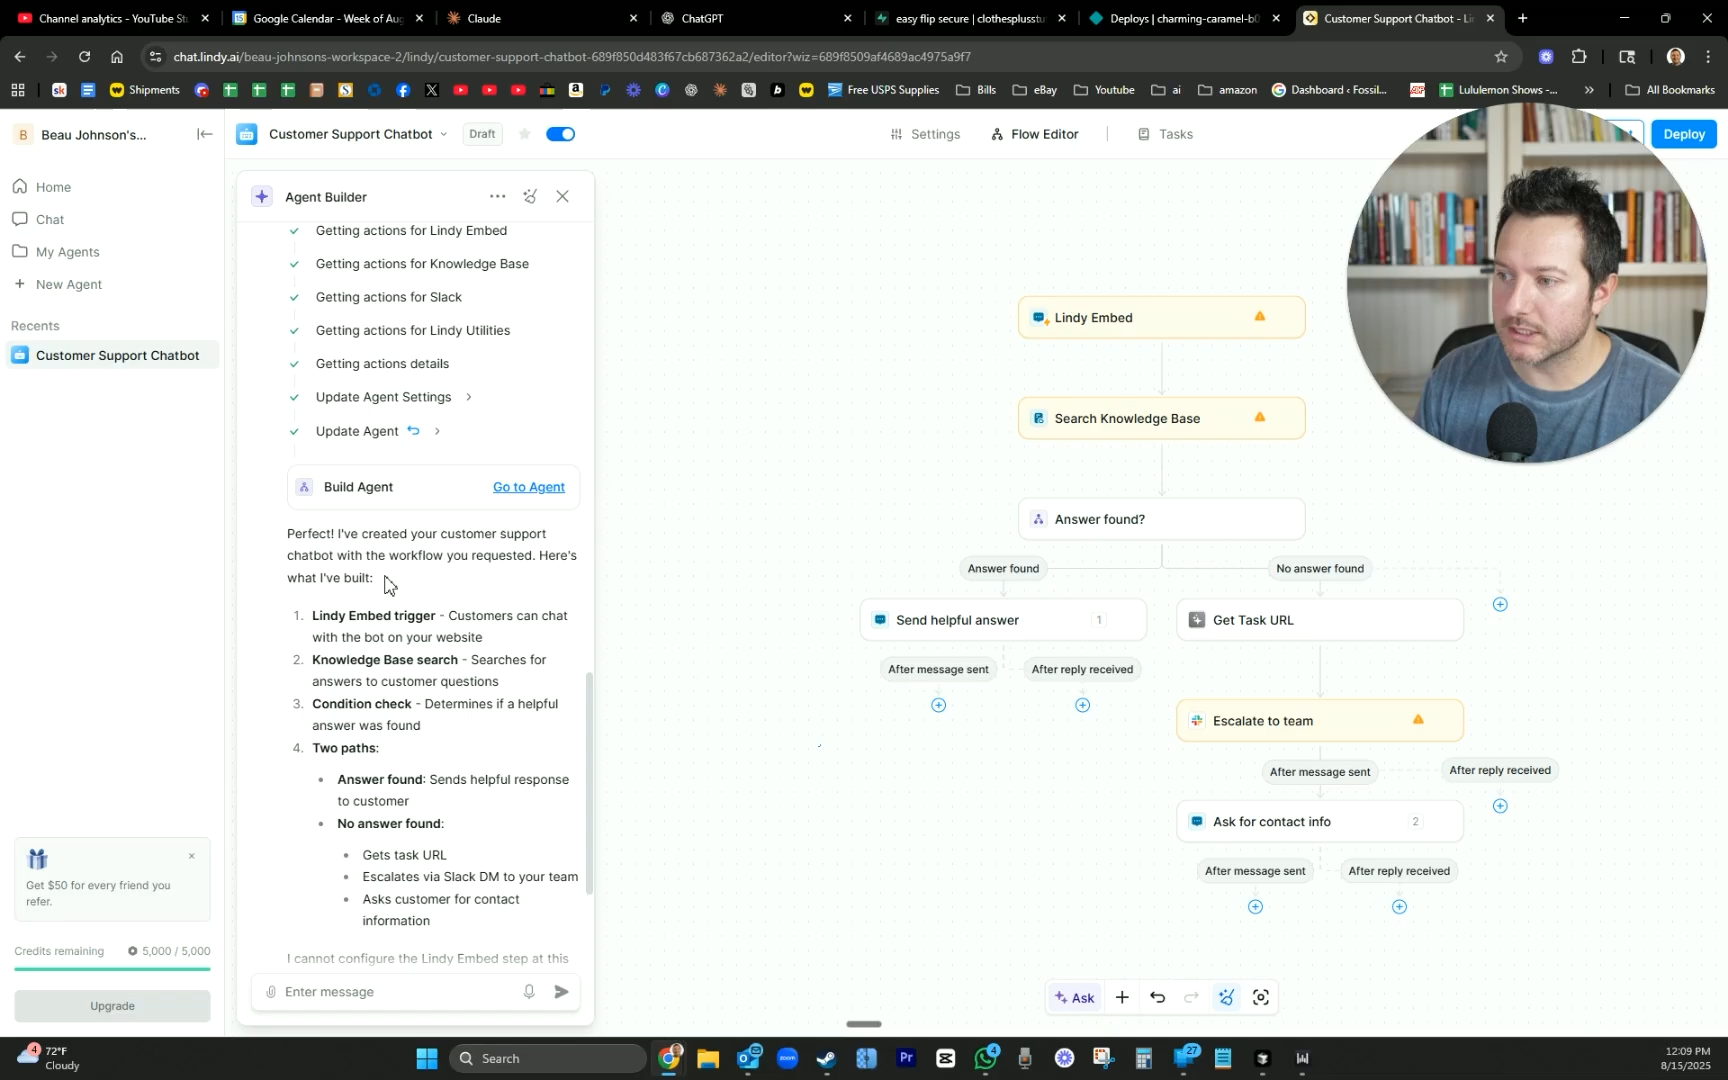 Channel analytics - YouTube St
Google Calendar - Week of Aug
Claude
ChatGPT
easy flip secure | clothesplusstu
Deploys | charming-caramel-b0
Customer Support Chatbot - Li
chat.lindy.ai/beau-johnsons-workspace-2/lindy/customer-support-chatbot-689f850d483f67cb687362a2/editor?wiz=689f8509af4689ac4975a9f7
Shipments
Free USPS Supplies
Bills
eBay
Youtube
ai
amazon
Dashboard ‹ Fossil...
Lululemon Shows -...
All Bookmarks
B Beau Johnson's...
Customer Support Chatbot
Draft
Settings
Flow Editor
Tasks
Deploy
Home
Chat
My Agents
New Agent
Recents
Customer Support Chatbot
Get $50 for every friend you
refer.
Credits remaining 5,000 / 5,000
Upgrade
Agent Builder
Getting actions for Lindy Embed
Getting actions for Knowledge Base
Getting actions for Slack
Getting actions for Lindy Utilities
Getting actions details
Update Agent Settings
Update Agent
Build Agent
Go to Agent
Perfect! I've created your customer support
chatbot with the workflow you requested. Here's
what I've built:
1. Lindy Embed trigger - Customers can chat
with the bot on your website
2. Knowledge Base search - Searches for
answers to customer questions
3. Condition check - Determines if a helpful
answer was found
4. Two paths:
• Answer found: Sends helpful response
to customer
• No answer found:
• Gets task URL
• Escalates via Slack DM to your team
• Asks customer for contact
information
I cannot configure the Lindy Embed step at this
Enter message
Lindy Embed
Search Knowledge Base
Answer found?
Answer found
No answer found
Send helpful answer 1
Get Task URL
After message sent
After reply received
Escalate to team
After message sent
After reply received
Ask for contact info 2
After message sent
After reply received
Ask
4
72°F
Cloudy
Search
zoom
Pr
4
27
12:09 PM
8/15/2025